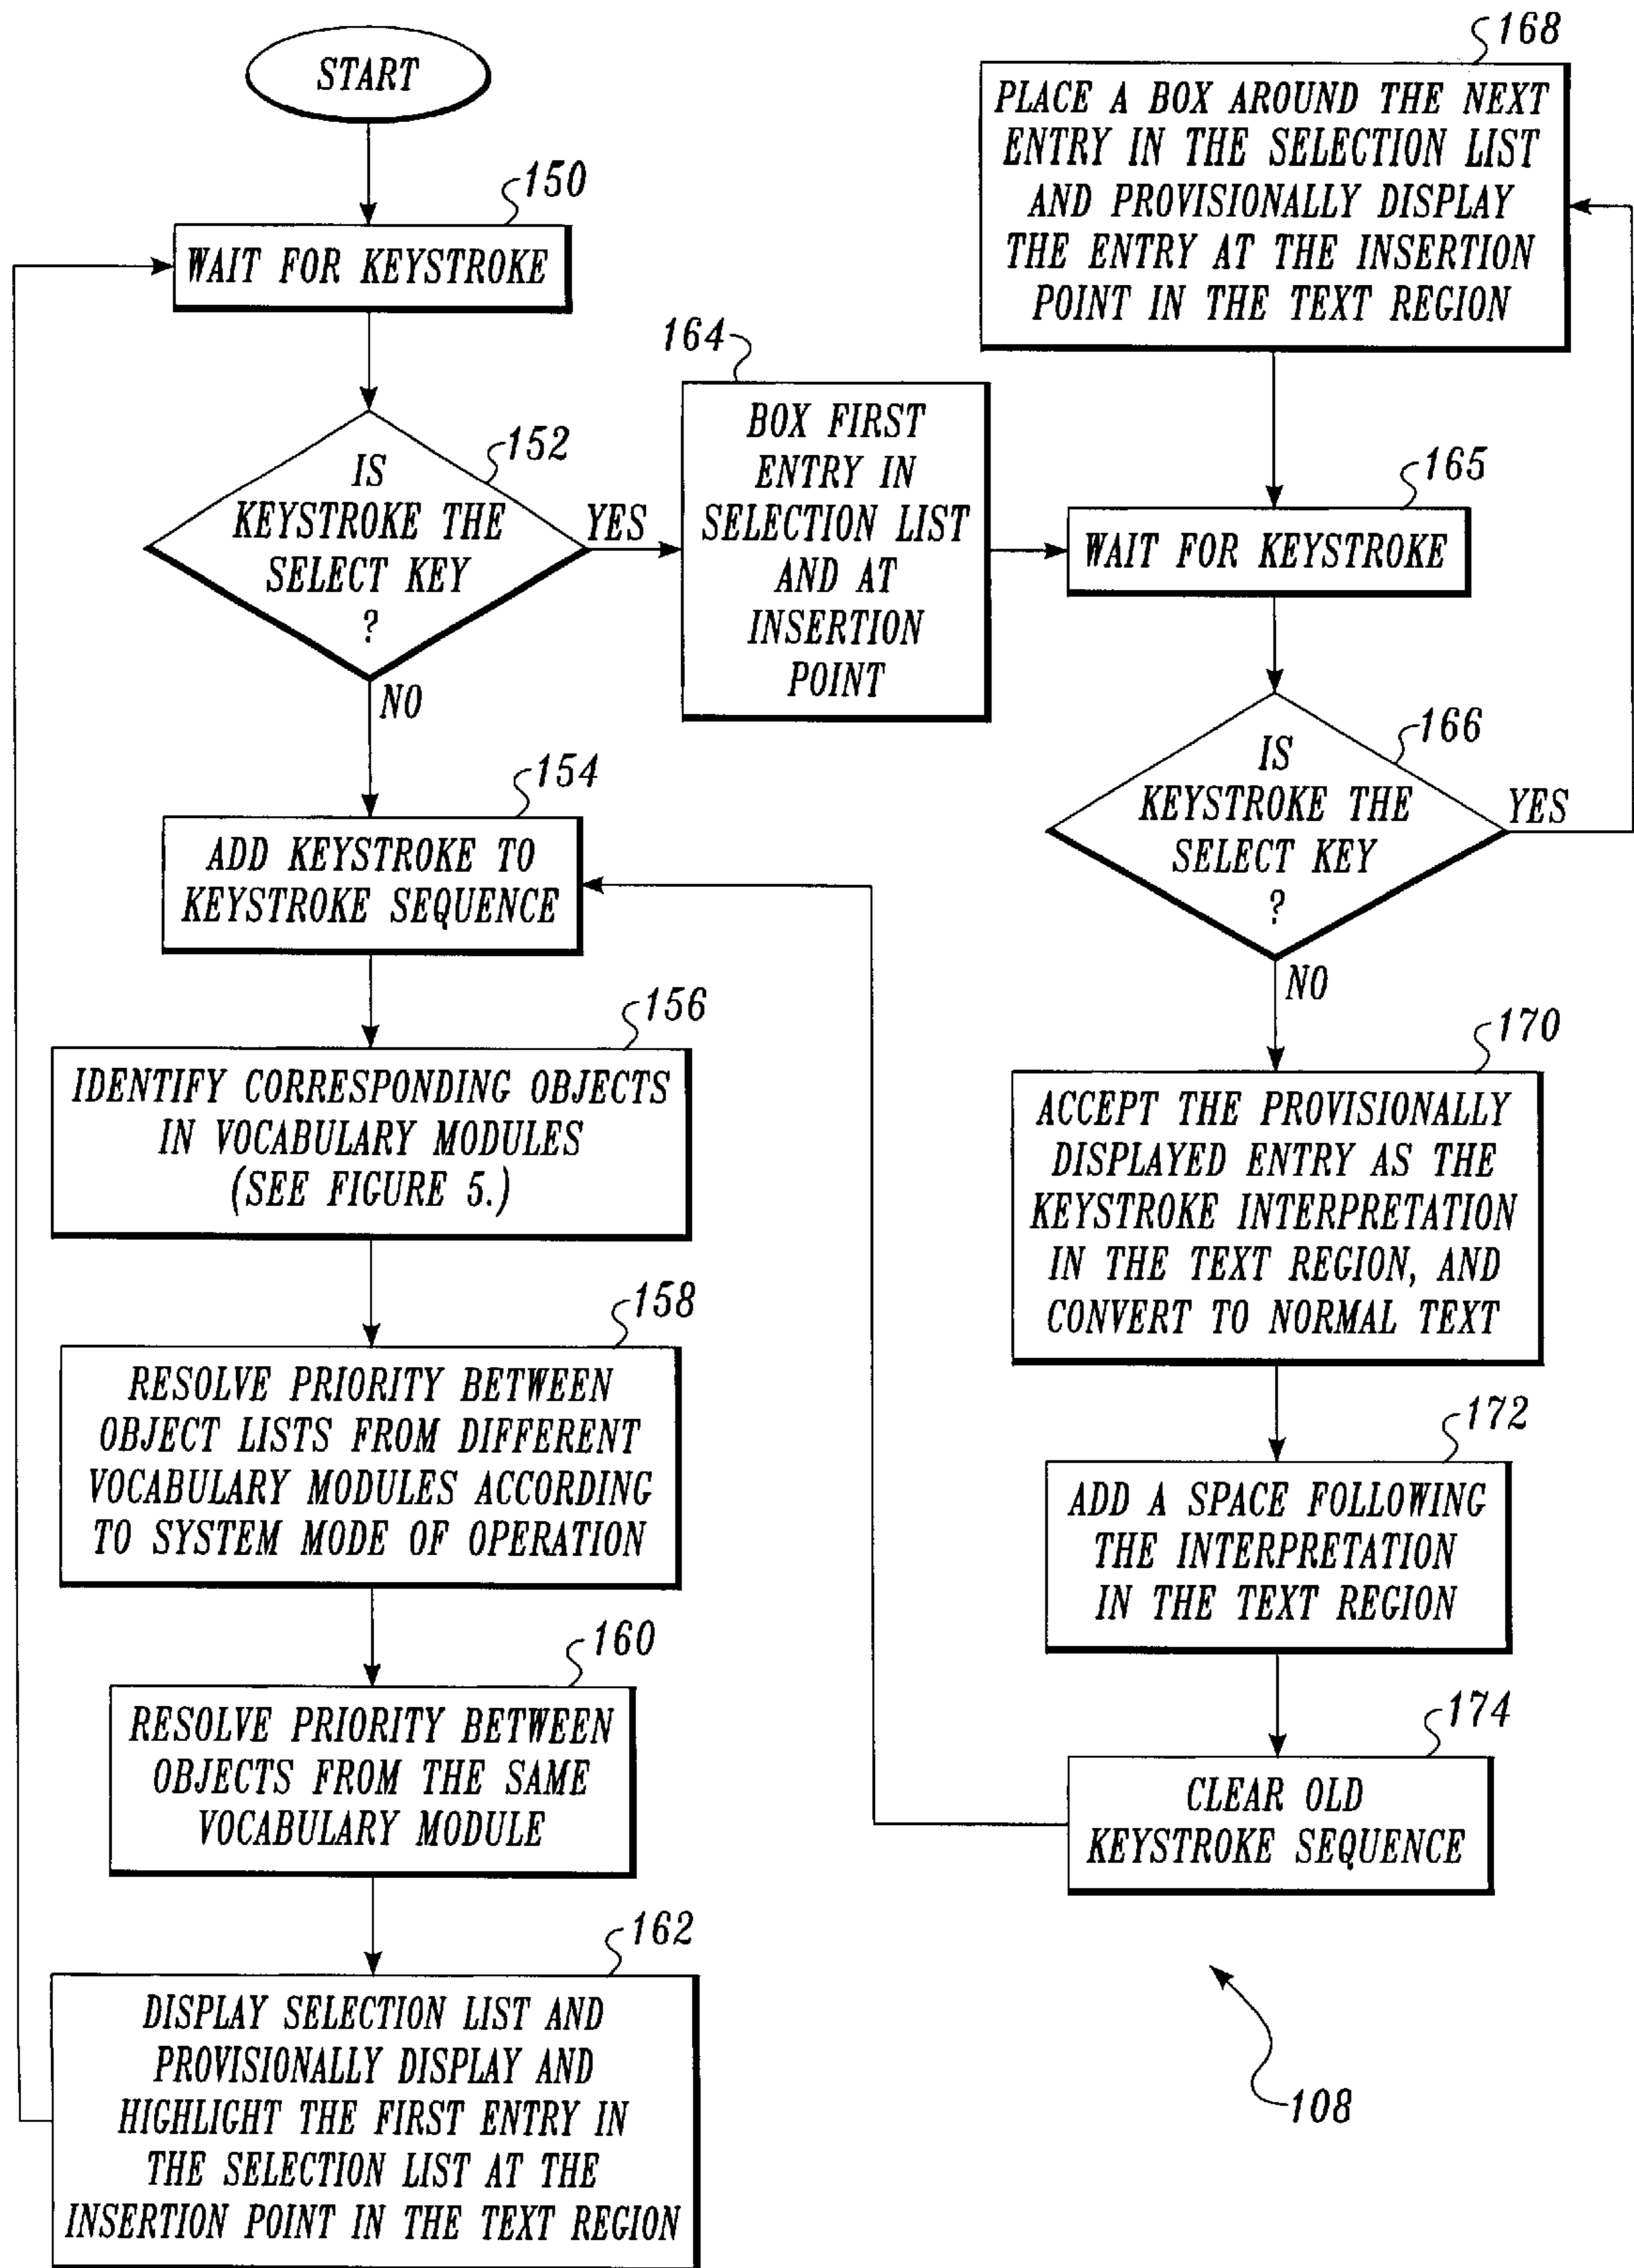 START
150
WAIT FOR KEYSTROKE
152
IS
KEYSTROKE THE
SELECT KEY
?
YES
NO
154
ADD KEYSTROKE TO
KEYSTROKE SEQUENCE
156
IDENTIFY CORRESPONDING OBJECTS
IN VOCABULARY MODULES
(SEE FIGURE 5.)
158
RESOLVE PRIORITY BETWEEN
OBJECT LISTS FROM DIFFERENT
VOCABULARY MODULES ACCORDING
TO SYSTEM MODE OF OPERATION
160
RESOLVE PRIORITY BETWEEN
OBJECTS FROM THE SAME
VOCABULARY MODULE
162
DISPLAY SELECTION LIST AND
PROVISIONALLY DISPLAY AND
HIGHLIGHT THE FIRST ENTRY IN
THE SELECTION LIST AT THE
INSERTION POINT IN THE TEXT REGION
164
BOX FIRST
ENTRY IN
SELECTION LIST
AND AT
INSERTION
POINT
168
PLACE A BOX AROUND THE NEXT
ENTRY IN THE SELECTION LIST
AND PROVISIONALLY DISPLAY
THE ENTRY AT THE INSERTION
POINT IN THE TEXT REGION
165
WAIT FOR KEYSTROKE
166
IS
KEYSTROKE THE
SELECT KEY
?
YES
NO
170
ACCEPT THE PROVISIONALLY
DISPLAYED ENTRY AS THE
KEYSTROKE INTERPRETATION
IN THE TEXT REGION, AND
CONVERT TO NORMAL TEXT
172
ADD A SPACE FOLLOWING
THE INTERPRETATION
IN THE TEXT REGION
174
CLEAR OLD
KEYSTROKE SEQUENCE
108